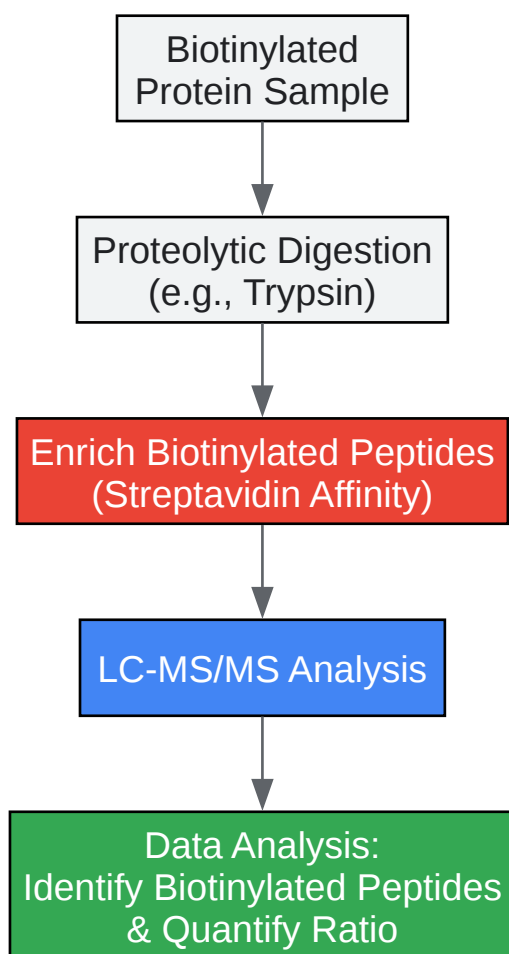 Biotinylated
Protein Sample
Proteolytic Digestion
(e.g., Trypsin)
Enrich Biotinylated Peptides
(Streptavidin Affinity)
LC-MS/MS Analysis
Data Analysis:
Identify Biotinylated Peptides
& Quantify Ratio